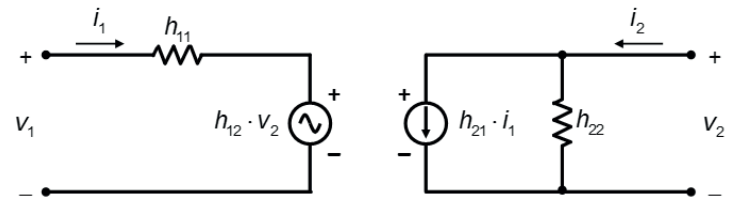 i₁ h₁₁ i₂
+ + + +
v₁ h₁₂ · v₂ h₂₁ · i₁ h₂₂ v₂
– – – –